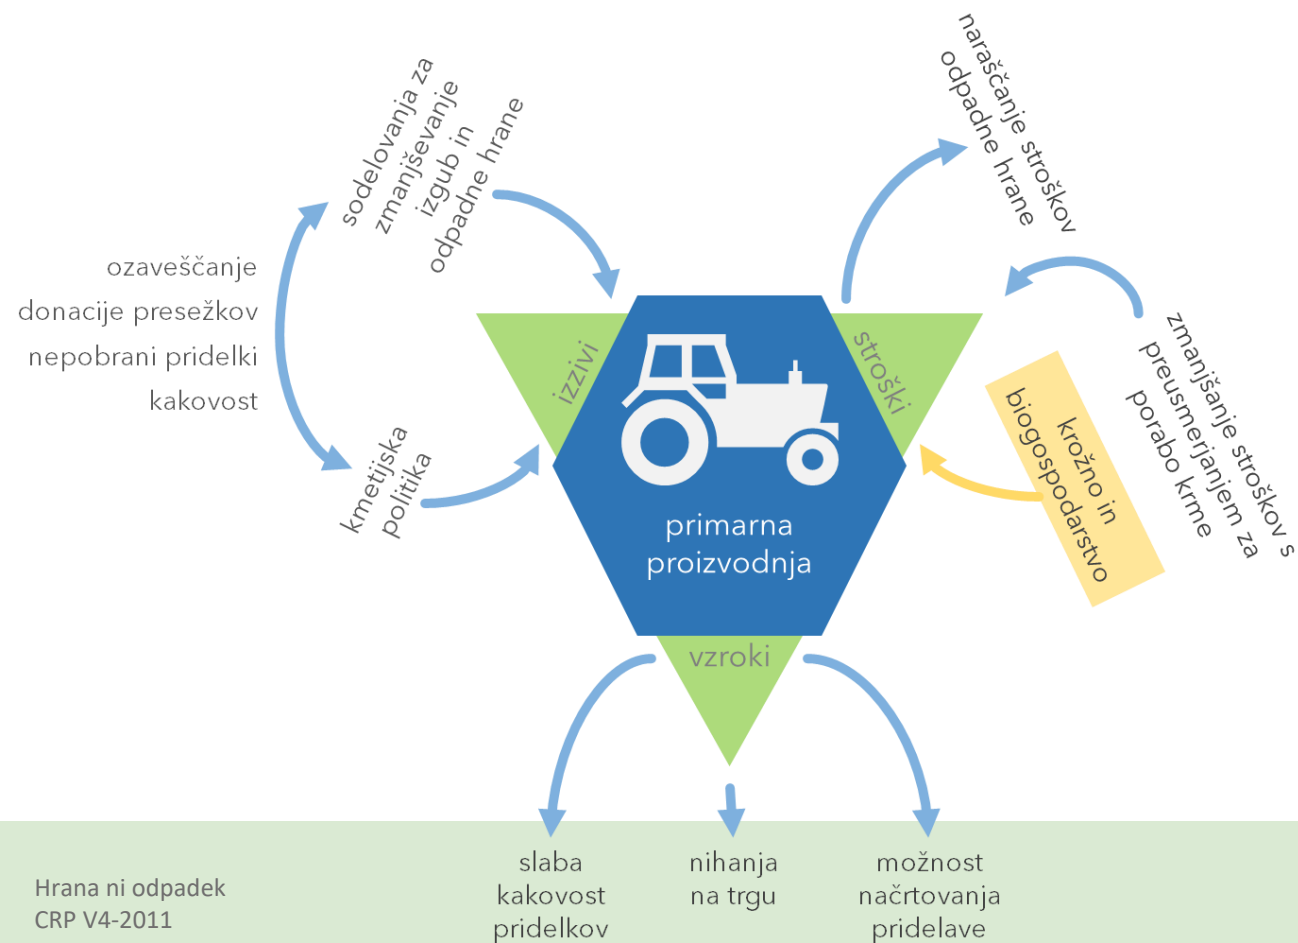 sodelovanja za
zmanjševanje
izgub in
odpadne hrane
naraščanje stroškov
odpadne hrane
ozaveščanje
donacije presežkov
nepobrani pridelki
kakovost
kmetijska
politika
izzivi
stroški
primarna
proizvodnja
zmanjšanje stroškov s
preusmerjanjem za
porabo krme
krožno in
biogospodarstvo
vzroki
slaba
kakovost
pridelkov
nihanja
na trgu
možnost
načrtovanja
pridelave
Hrana ni odpadek
CRP V4-2011